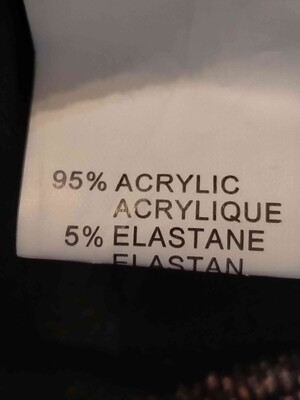 95% ACRYLIC
ACRYLIQUE
5% ELASTANE
ELASTAN